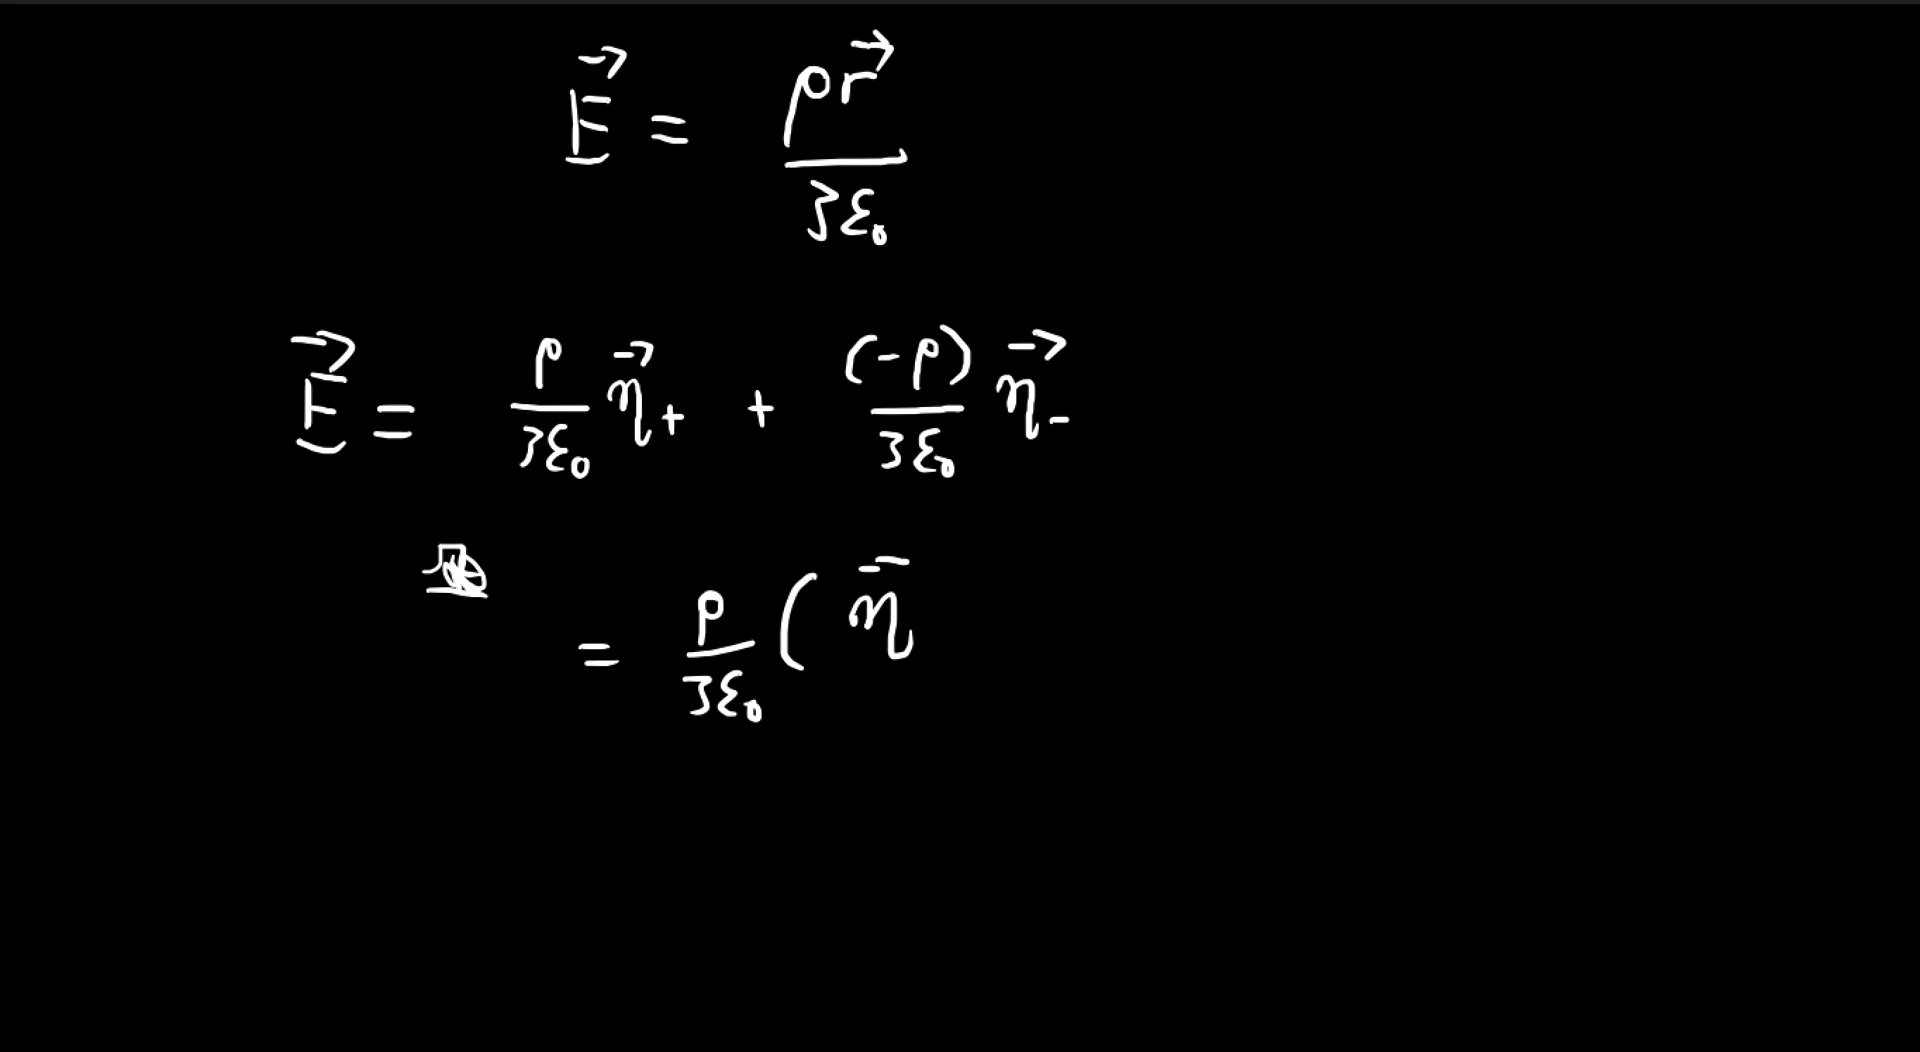 E⃗ = ρr⃗ / 3ε₀
E⃗ = ρ/3ε₀ η⃗₊ + (-ρ)/3ε₀ η⃗₋
= ρ/3ε₀ ( η⃗